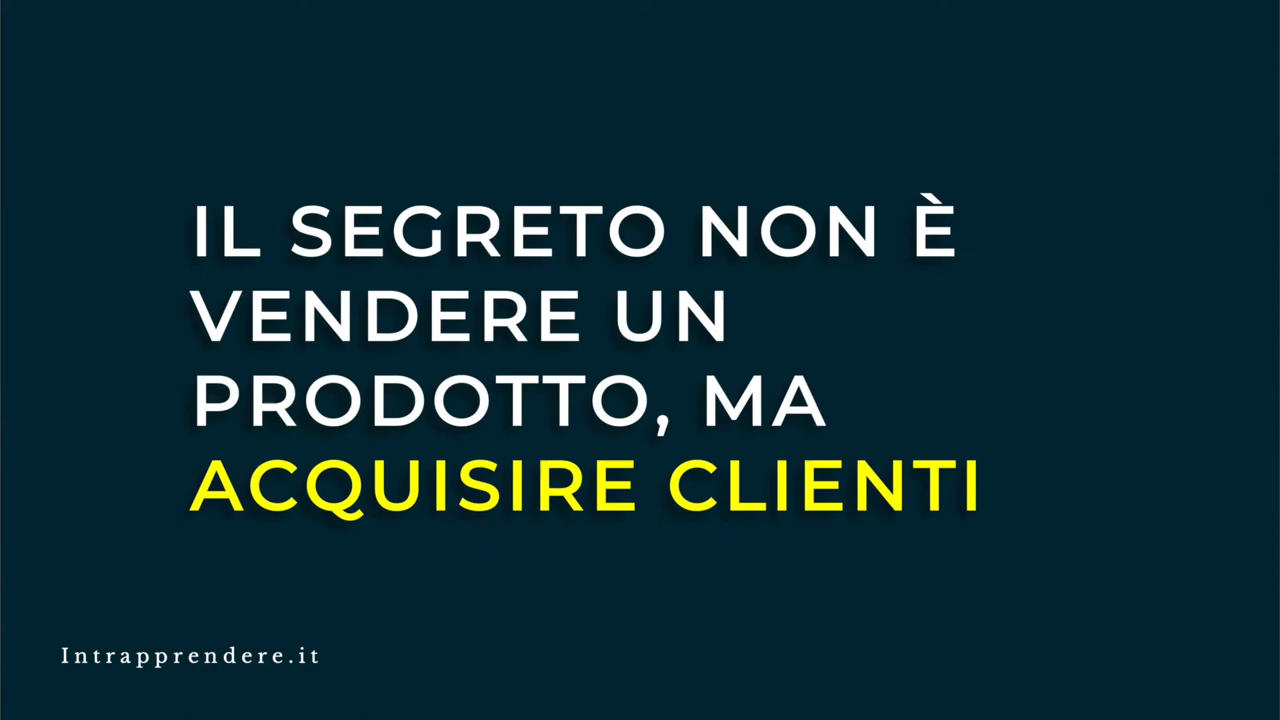 IL SEGRETO NON È
VENDERE UN
PRODOTTO, MA
ACQUISIRE CLIENTI
Intrapprendere.it